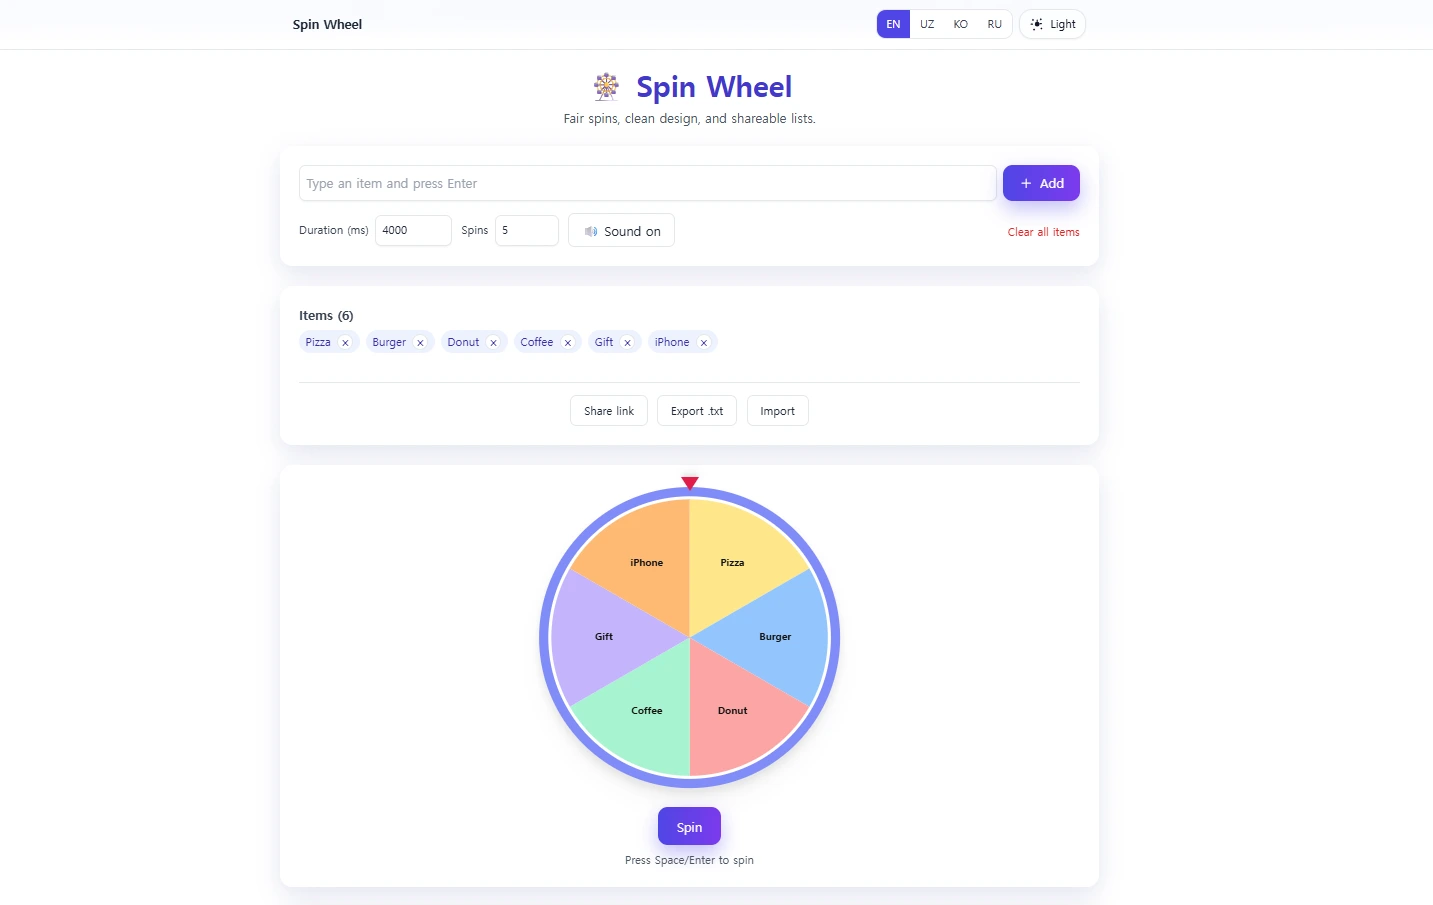 Spin Wheel
EN UZ KO RU Light
Spin Wheel
Fair spins, clean design, and shareable lists.
Type an item and press Enter
+ Add
Duration (ms) 4000 Spins 5 Sound on
Clear all items
Items (6)
Pizza × Burger × Donut × Coffee × Gift × iPhone ×
Share link Export .txt Import
iPhone Pizza
Gift Burger
Coffee Donut
Spin
Press Space/Enter to spin